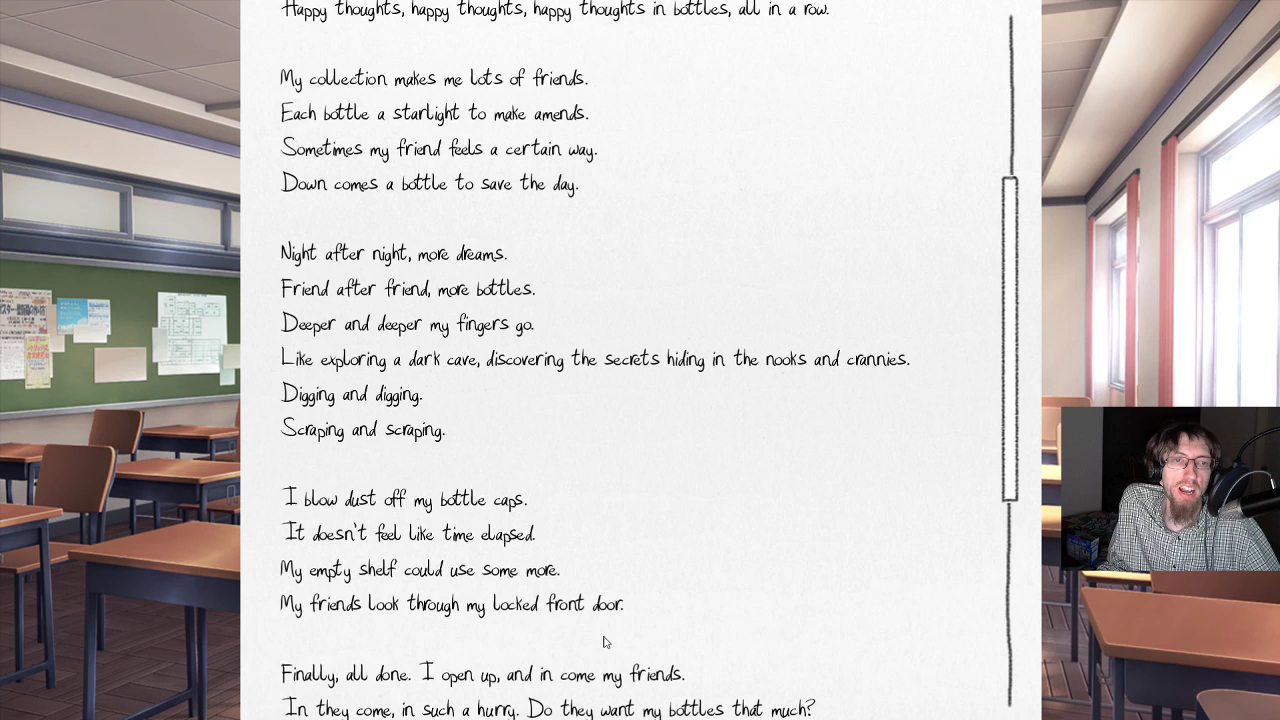 Happy thoughts, happy thoughts, happy thoughts in bottles, all in a row.
My collection makes me lots of friends.
Each bottle a starlight to make amends.
Sometimes my friend feels a certain way.
Down comes a bottle to save the day.
Night after night, more dreams.
Friend after friend, more bottles.
Deeper and deeper my fingers go.
Like exploring a dark cave, discovering the secrets hiding in the nooks and crannies.
Digging and digging.
Scraping and scraping.
I blow dust off my bottle caps.
It doesn't feel like time elapsed.
My empty shelf could use some more.
My friends look through my locked front door.
Finally, all done. I open up, and in come my friends.
In they come, in such a hurry. Do they want my bottles that much?